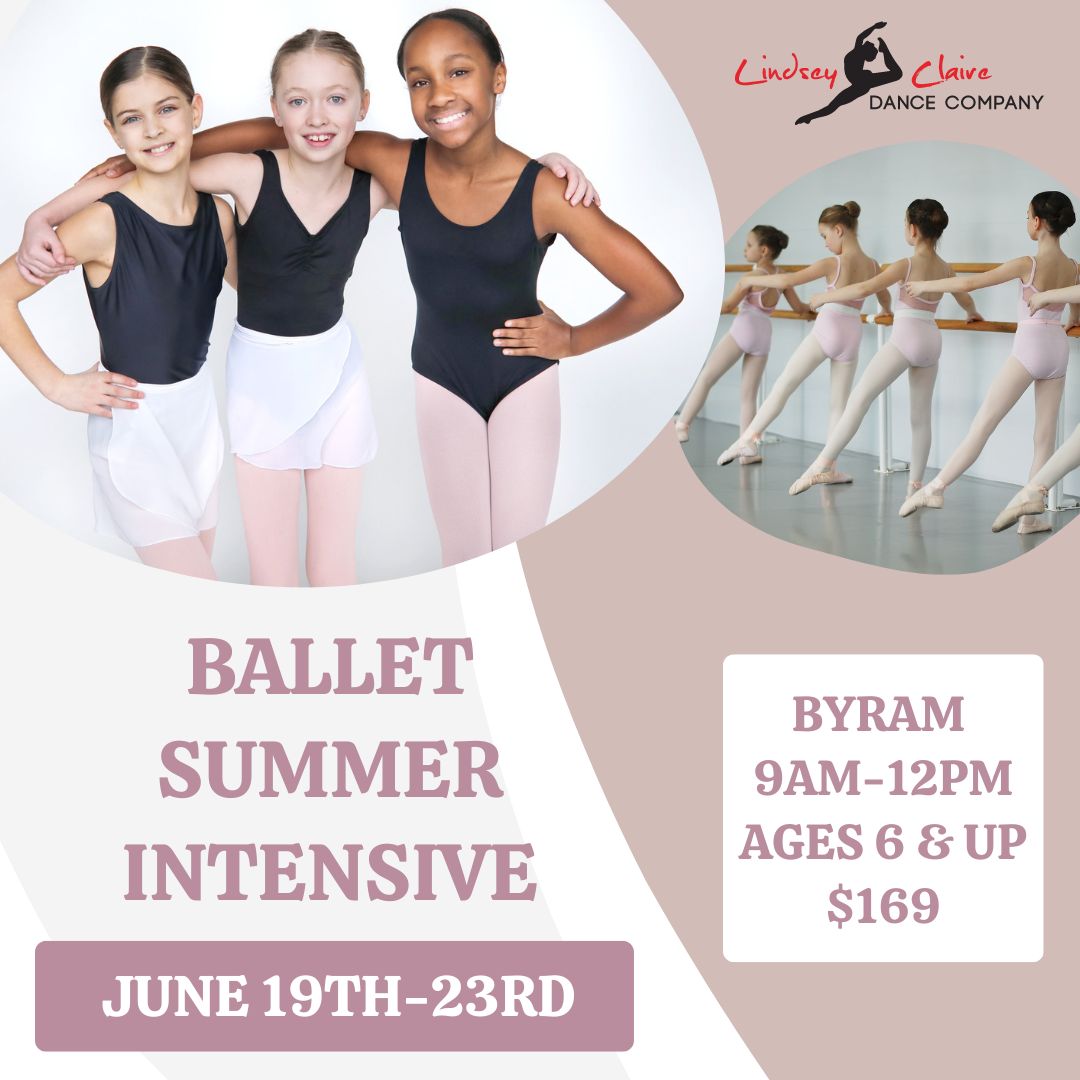 Lindsey Claire
DANCE COMPANY
BALLET
SUMMER
INTENSIVE
JUNE 19TH-23RD
BYRAM
9AM-12PM
AGES 6 & UP
$169